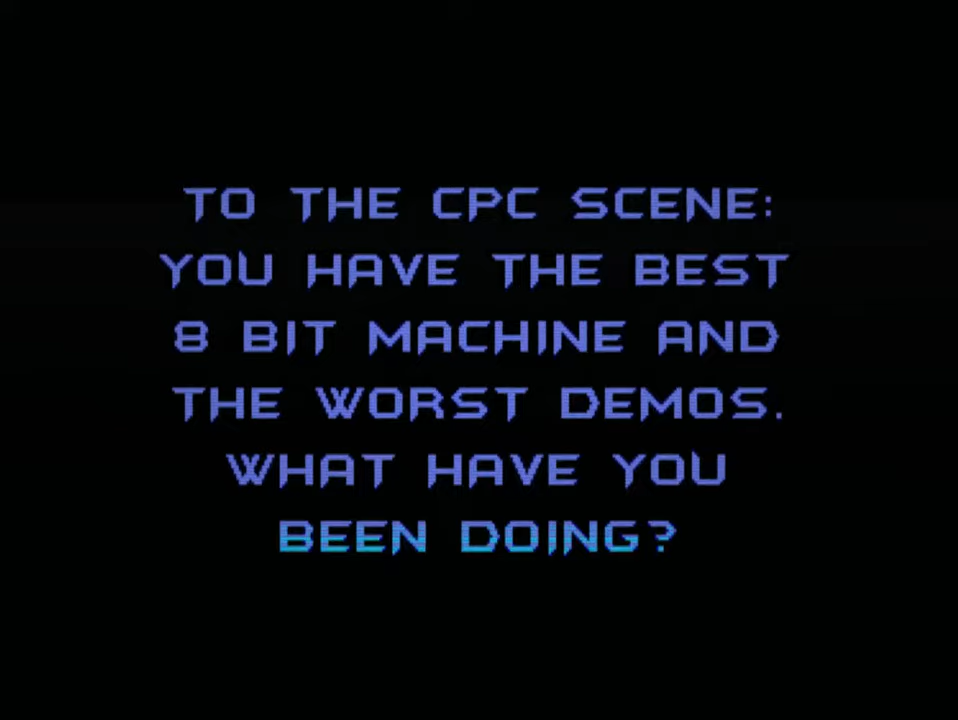 TO THE CPC SCENE:
YOU HAVE THE BEST
8 BIT MACHINE AND
THE WORST DEMOS.
WHAT HAVE YOU
BEEN DOING?